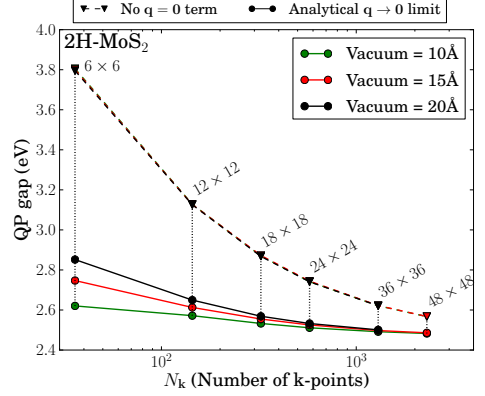 No q = 0 term
Analytical q → 0 limit
2H-MoS₂
6 × 6
12 × 12
18 × 18
24 × 24
36 × 36
48 × 48
Vacuum = 10Å
Vacuum = 15Å
Vacuum = 20Å
QP gap (eV)
4.0
3.8
3.6
3.4
3.2
3.0
2.8
2.6
2.4
10²
10³
Nₖ (Number of k-points)